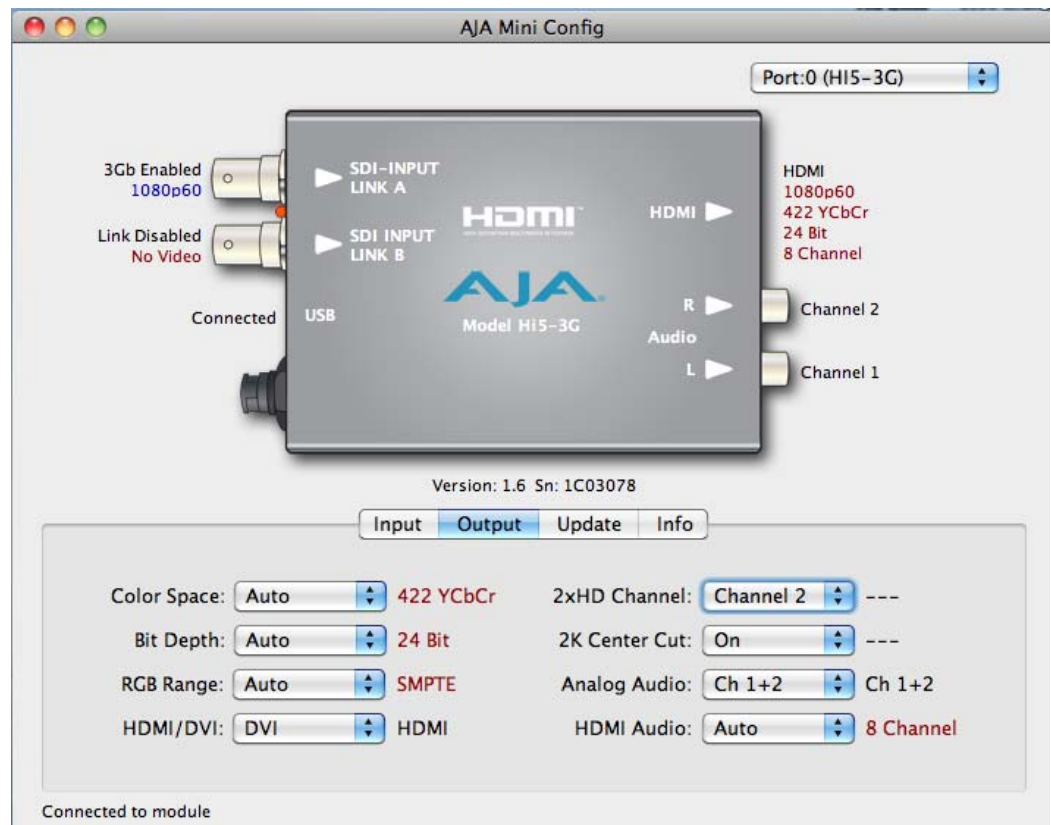 AJA Mini Config
Port:0 (HI5-3G)
3Gb Enabled
1080p60
Link Disabled
No Video
Connected
SDI-INPUT
LINK A
SDI INPUT
LINK B
USB
HDMI
AJA
Model Hi5-3G
HDMI
R
Audio
L
HDMI
1080p60
422 YCbCr
24 Bit
8 Channel
Channel 2
Channel 1
Version: 1.6 Sn: 1C03078
Input Output Update Info
Color Space: Auto 422 YCbCr 2xHD Channel: Channel 2 ---
Bit Depth: Auto 24 Bit 2K Center Cut: On ---
RGB Range: Auto SMPTE Analog Audio: Ch 1+2 Ch 1+2
HDMI/DVI: DVI HDMI HDMI Audio: Auto 8 Channel
Connected to module